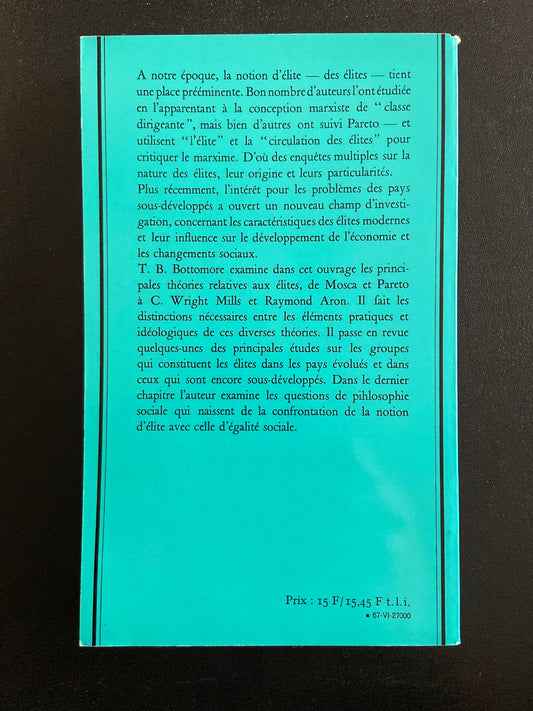 A notre époque, la notion d'élite — des élites — tient
une place prééminente. Bon nombre d'auteurs l'ont étudiée
en l'apparentant à la conception marxiste de “classe
dirigeante”, mais bien d'autres ont suivi Pareto — et
utilisent “l'élite” et la “circulation des élites” pour
critiquer le marxime. D'où des enquêtes multiples sur la
nature des élites, leur origine et leurs particularités.
Plus récemment, l'intérêt pour les problèmes des pays
sous-développés a ouvert un nouveau champ d'investi-
gation, concernant les caractéristiques des élites modernes
et leur influence sur le développement de l'économie et
les changements sociaux.
T. B. Bottomore examine dans cet ouvrage les princi-
pales théories relatives aux élites, de Mosca et Pareto
à C. Wright Mills et Raymond Aron. Il fait les
distinctions nécessaires entre les éléments pratiques et
idéologiques de ces diverses théories. Il passe en revue
quelques-unes des principales études sur les groupes
qui constituent les élites dans les pays évolués et dans
ceux qui sont encore sous-développés. Dans le dernier
chapitre l'auteur examine les questions de pihlosophie
sociale qui naissent de la confrontation de la notion
d'élite avec celle d'égalité sociale.
Prix : 15 F/15,45 F t.l.i.
▪ 67-VI-27000